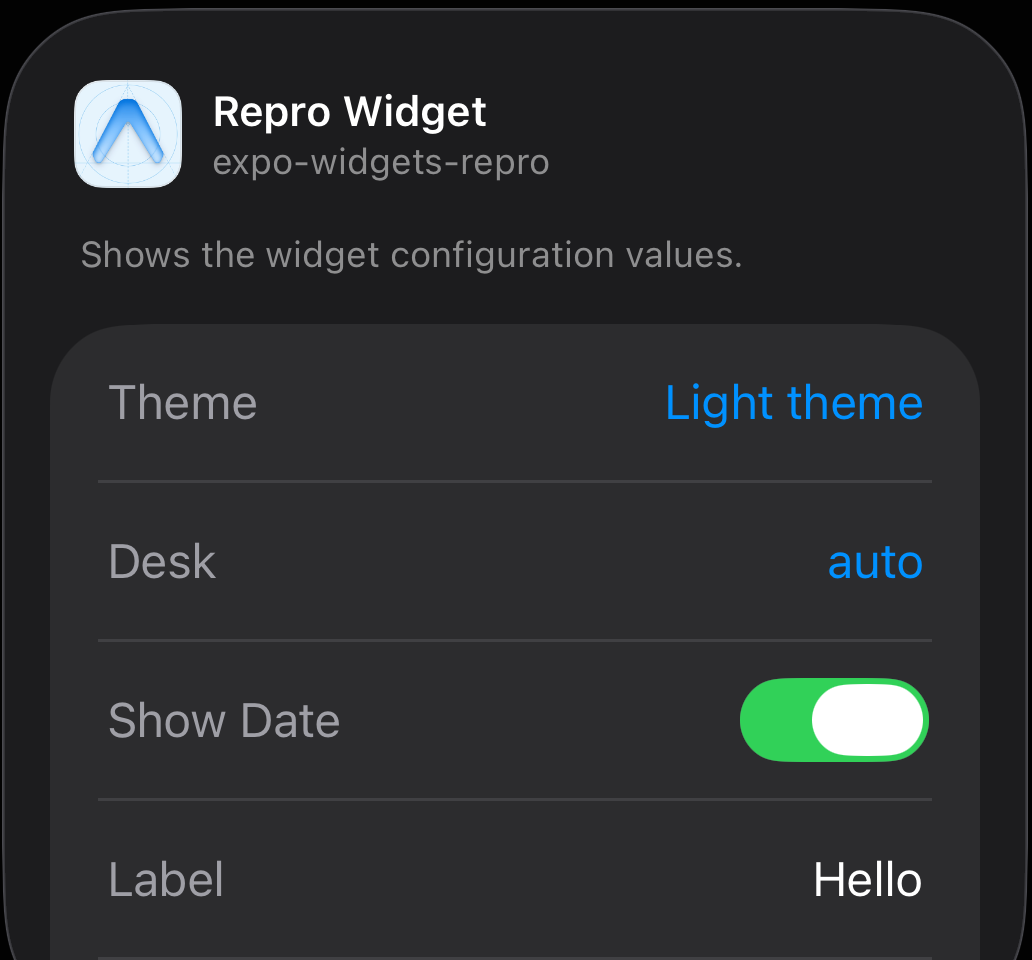 Repro Widget
expo-widgets-repro
Shows the widget configuration values.
Theme Light theme
Desk auto
Show Date
Label Hello